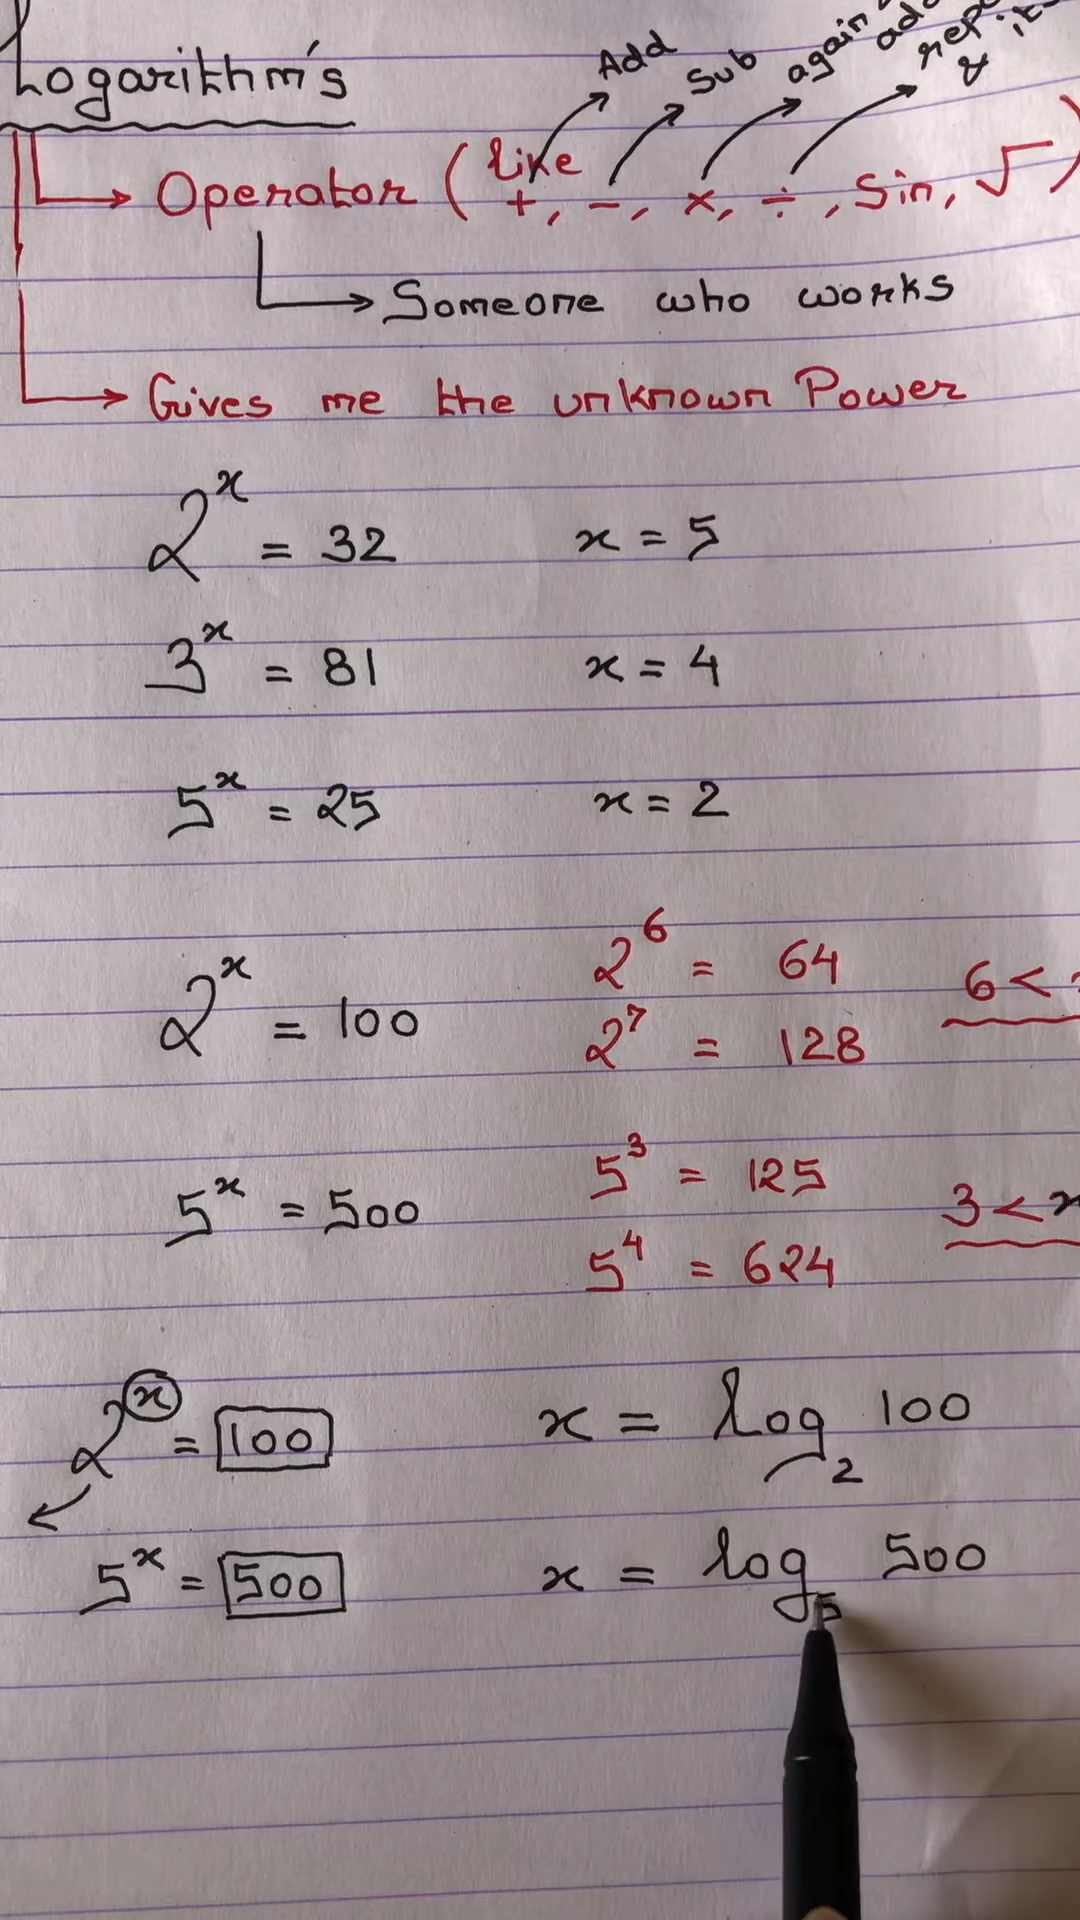 Add Sub again
Logarithm's
Operator (like +, -, ×, ÷, Sin, √)
Someone who works
Gives me the unknown Power
2^x = 32 x = 5
3^x = 81 x = 4
5^x = 25 x = 2
2^6 = 64
2^x = 100 6 <
2^7 = 128
5^3 = 125
5^x = 500 3 < x
5^4 = 624
2^x = 100 x = log_2 100
5^x = 500 x = log_5 500